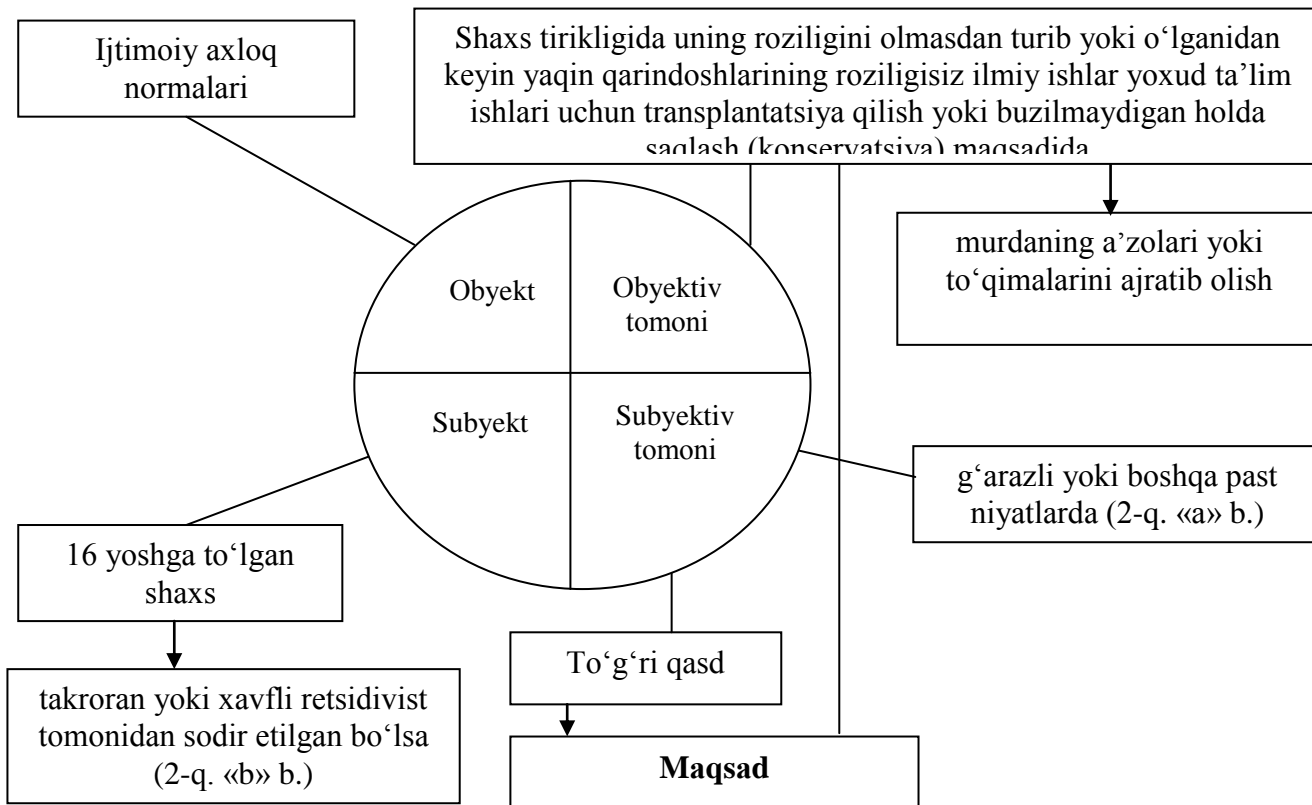 Ijtimoiy axloq
normalari
Shaxs tirikligida uning roziligini olmasdan turib yoki o‘lganidan
keyin yaqin qarindoshlarining roziligisiz ilmiy ishlar yoxud ta’lim
ishlari uchun transplantatsiya qilish yoki buzilmaydigan holda
saqlash (konservatsiya) maqsadida
murdaning a’zolari yoki
to‘qimalarini ajratib olish
Obyekt
Obyektiv
tomoni
Subyekt
Subyektiv
tomoni
g‘arazli yoki boshqa past
niyatlarda (2-q. «a» b.)
16 yoshga to‘lgan
shaxs
To‘g‘ri qasd
takroran yoki xavfli retsidivist
tomonidan sodir etilgan bo‘lsa
(2-q. «b» b.)
Maqsad